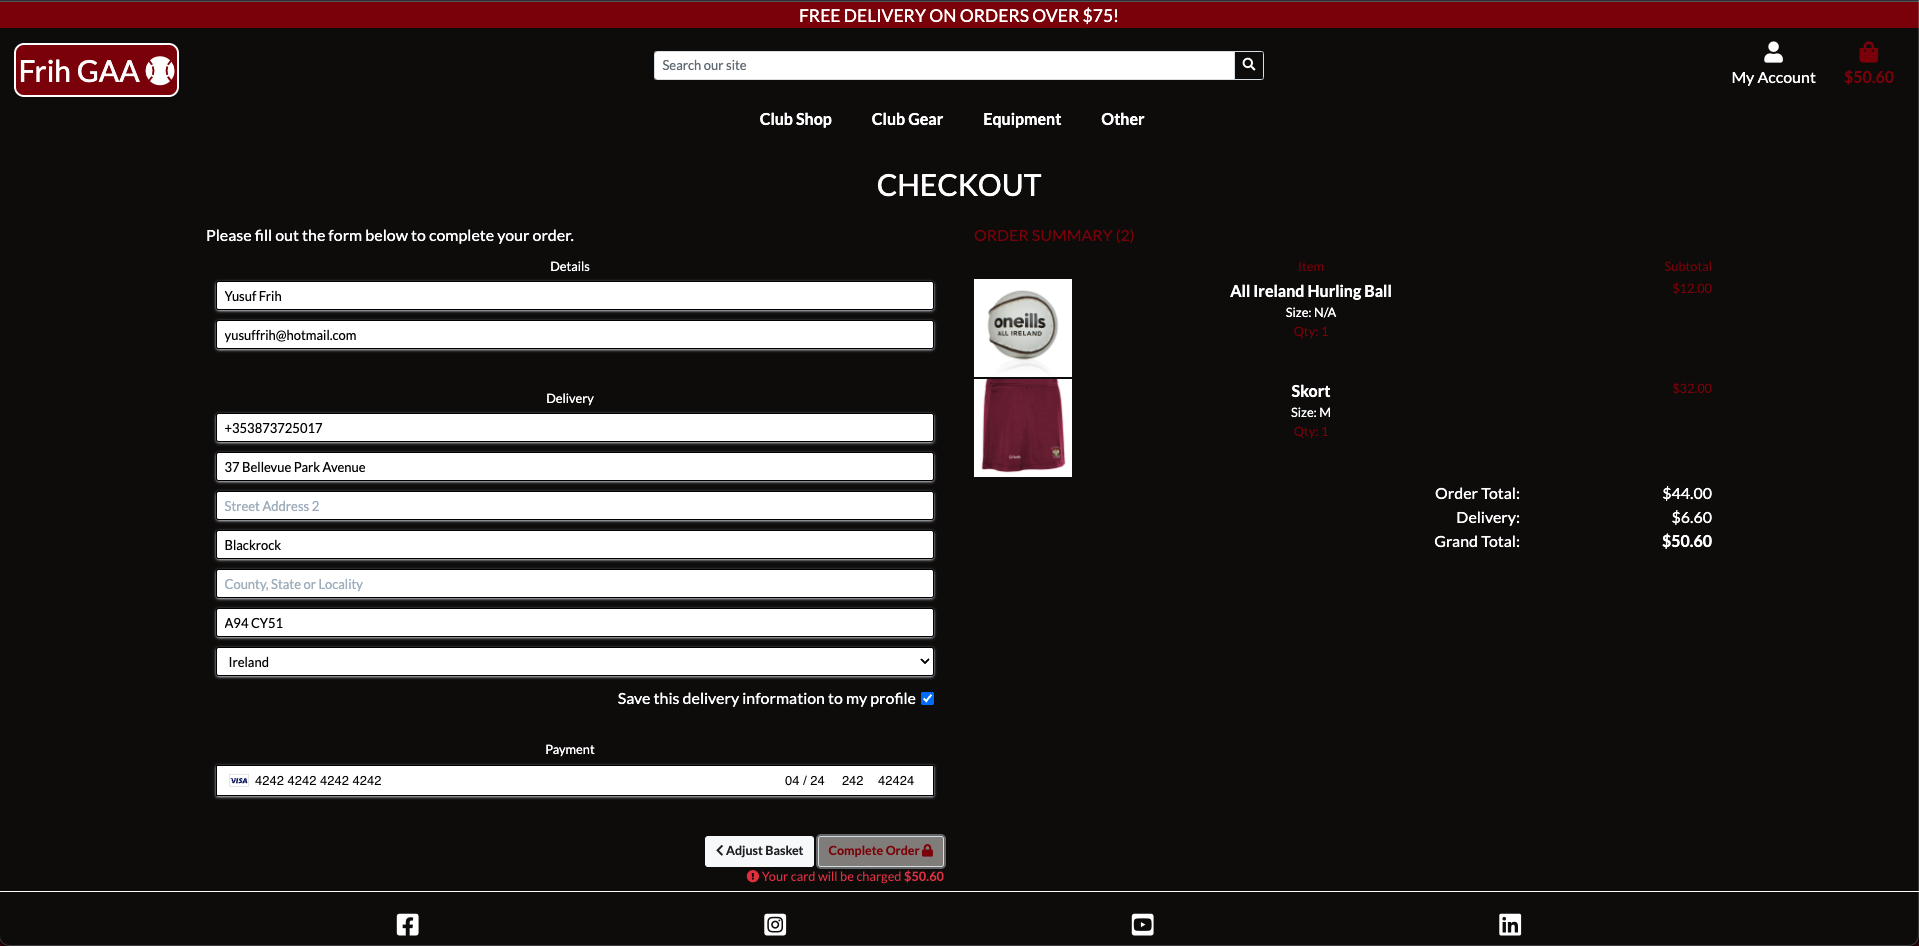 FREE DELIVERY ON ORDERS OVER $75!
Frih GAA
Search our site
My Account
$50.60
Club Shop
Club Gear
Equipment
Other
CHECKOUT
Please fill out the form below to complete your order.
Details
Yusuf Frih
yusuffrih@hotmail.com
Delivery
+353873725017
37 Bellevue Park Avenue
Street Address 2
Blackrock
County, State or Locality
A94 CY51
Ireland
Save this delivery information to my profile
Payment
VISA 4242 4242 4242 4242 04 / 24 242 42424
Adjust Basket
Complete Order
Your card will be charged $50.60
ORDER SUMMARY (2)
Item Subtotal
oneills
ALL IRELAND
All Ireland Hurling Ball $12.00
Size: N/A
Qty: 1
Skort $32.00
Size: M
Qty: 1
Order Total: $44.00
Delivery: $6.60
Grand Total: $50.60